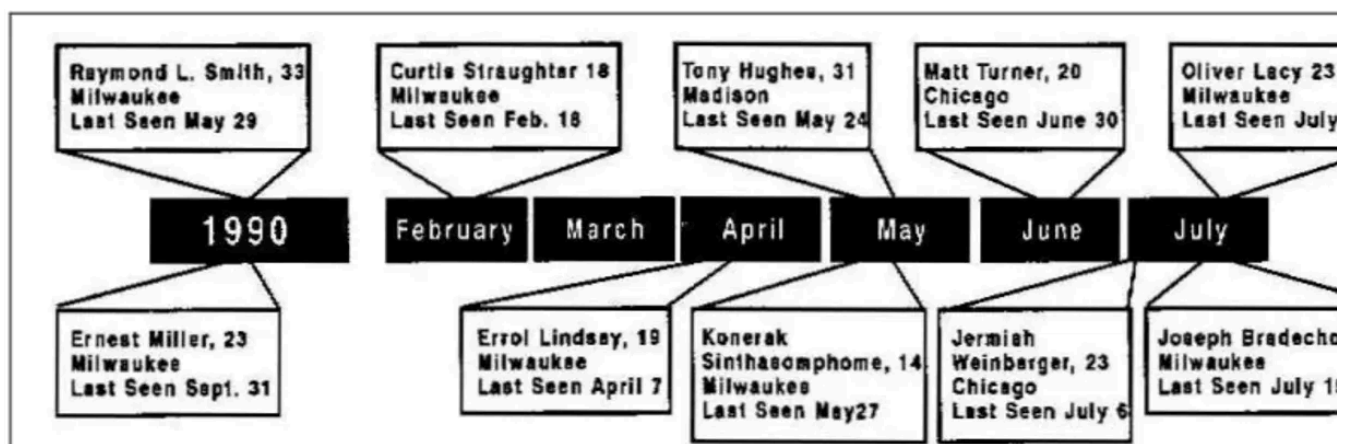 Raymond L. Smith, 33
Milwaukee
Last Seen May 29
Curtis Straughter 18
Milwaukee
Last Seen Feb. 18
Tony Hughes, 31
Madison
Last Seen May 24
Matt Turner, 20
Chicago
Last Seen June 30
Oliver Lacy 23
Milwaukee
Last Seen July
1990
February
March
April
May
June
July
Ernest Miller, 23
Milwaukee
Last Seen Sept. 31
Errol Lindsay, 19
Milwaukee
Last Seen April 7
Konerak
Sinthasomphome, 14
Milwaukee
Last Seen May27
Jermiah
Weinberger, 23
Chicago
Last Seen July 6
Joseph Bradecho
Milwaukee
Last Seen July